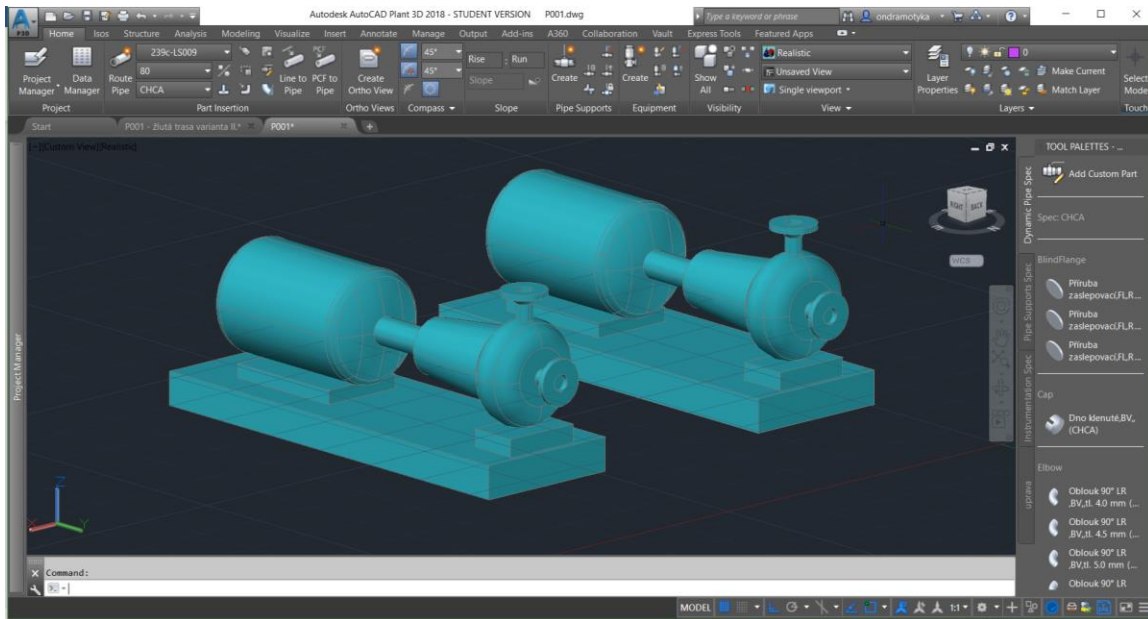 Autodesk AutoCAD Plant 3D 2018 - STUDENT VERSION P001.dwg
Type a keyword or phrase
ondramotyka
P3D
Home Isos Structure Analysis Modeling Visualize Insert Annotate Manage Output Add-ins A360 Collaboration Vault Express Tools Featured Apps
Project Manager
Data Manager
Route Pipe
239c-LS009
80
CHCA
Line to Pipe
PCF to Pipe
Create Ortho View
45°
45°
Rise : Run
Slope
Create
Create
Show All
Realistic
Unsaved View
Single viewport
Layer Properties
0
Make Current
Match Layer
Select Mode
Project
Part Insertion
Ortho Views
Compass
Slope
Pipe Supports
Equipment
Visibility
View
Layers
Touch
Start
P001 - žlutá trasa varianta II.*
P001*
[-][Custom View][Realistic]
RIGHT BACK
WCS
Project Manager
TOOL PALETTES - ...
Dynamic Pipe Spec
Pipe Supports Spec
Instrumentation Spec
uprava
Add Custom Part
Spec: CHCA
BlindFlange
Příruba
zaslepovací,FL,R...
Příruba
zaslepovací,FL,R...
Příruba
zaslepovací,FL,R...
Cap
Dno klenuté,BV,,
(CHCA)
Elbow
Oblouk 90° LR
,BV,,tl. 4.0 mm (...
Oblouk 90° LR
,BV,,tl. 4.5 mm (...
Oblouk 90° LR
,BV,,tl. 5.0 mm (...
Oblouk 90° LR
Z
X
Y
Command:
MODEL
1:1